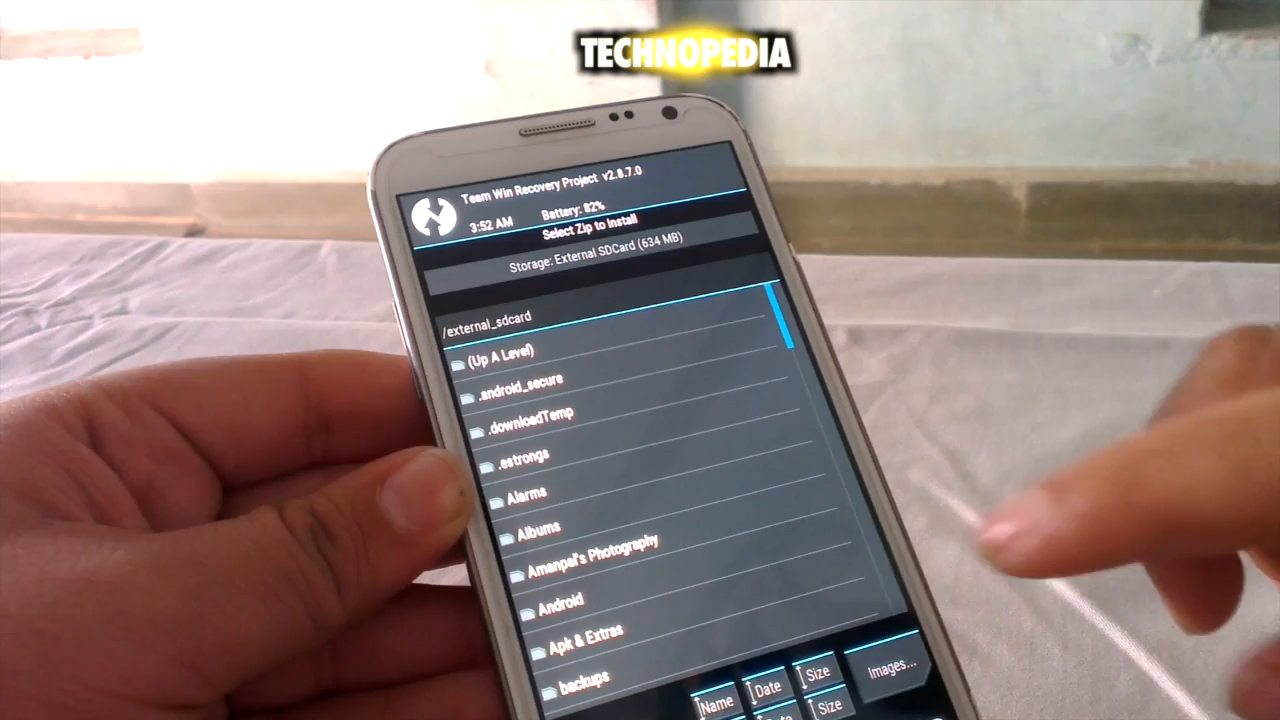 TECHNOPEDIA
Team Win Recovery Project v2.8.7.0
3:52 AM Battery: 82%
Select Zip to Install
Storage: External SDCard (634 MB)
/external_sdcard
(Up A Level)
.android_secure
.downloadTemp
.estrongs
Alarms
Albums
Amanpal's Photography
Android
Apk & Extras
backups
Name Date Size Images...
Size